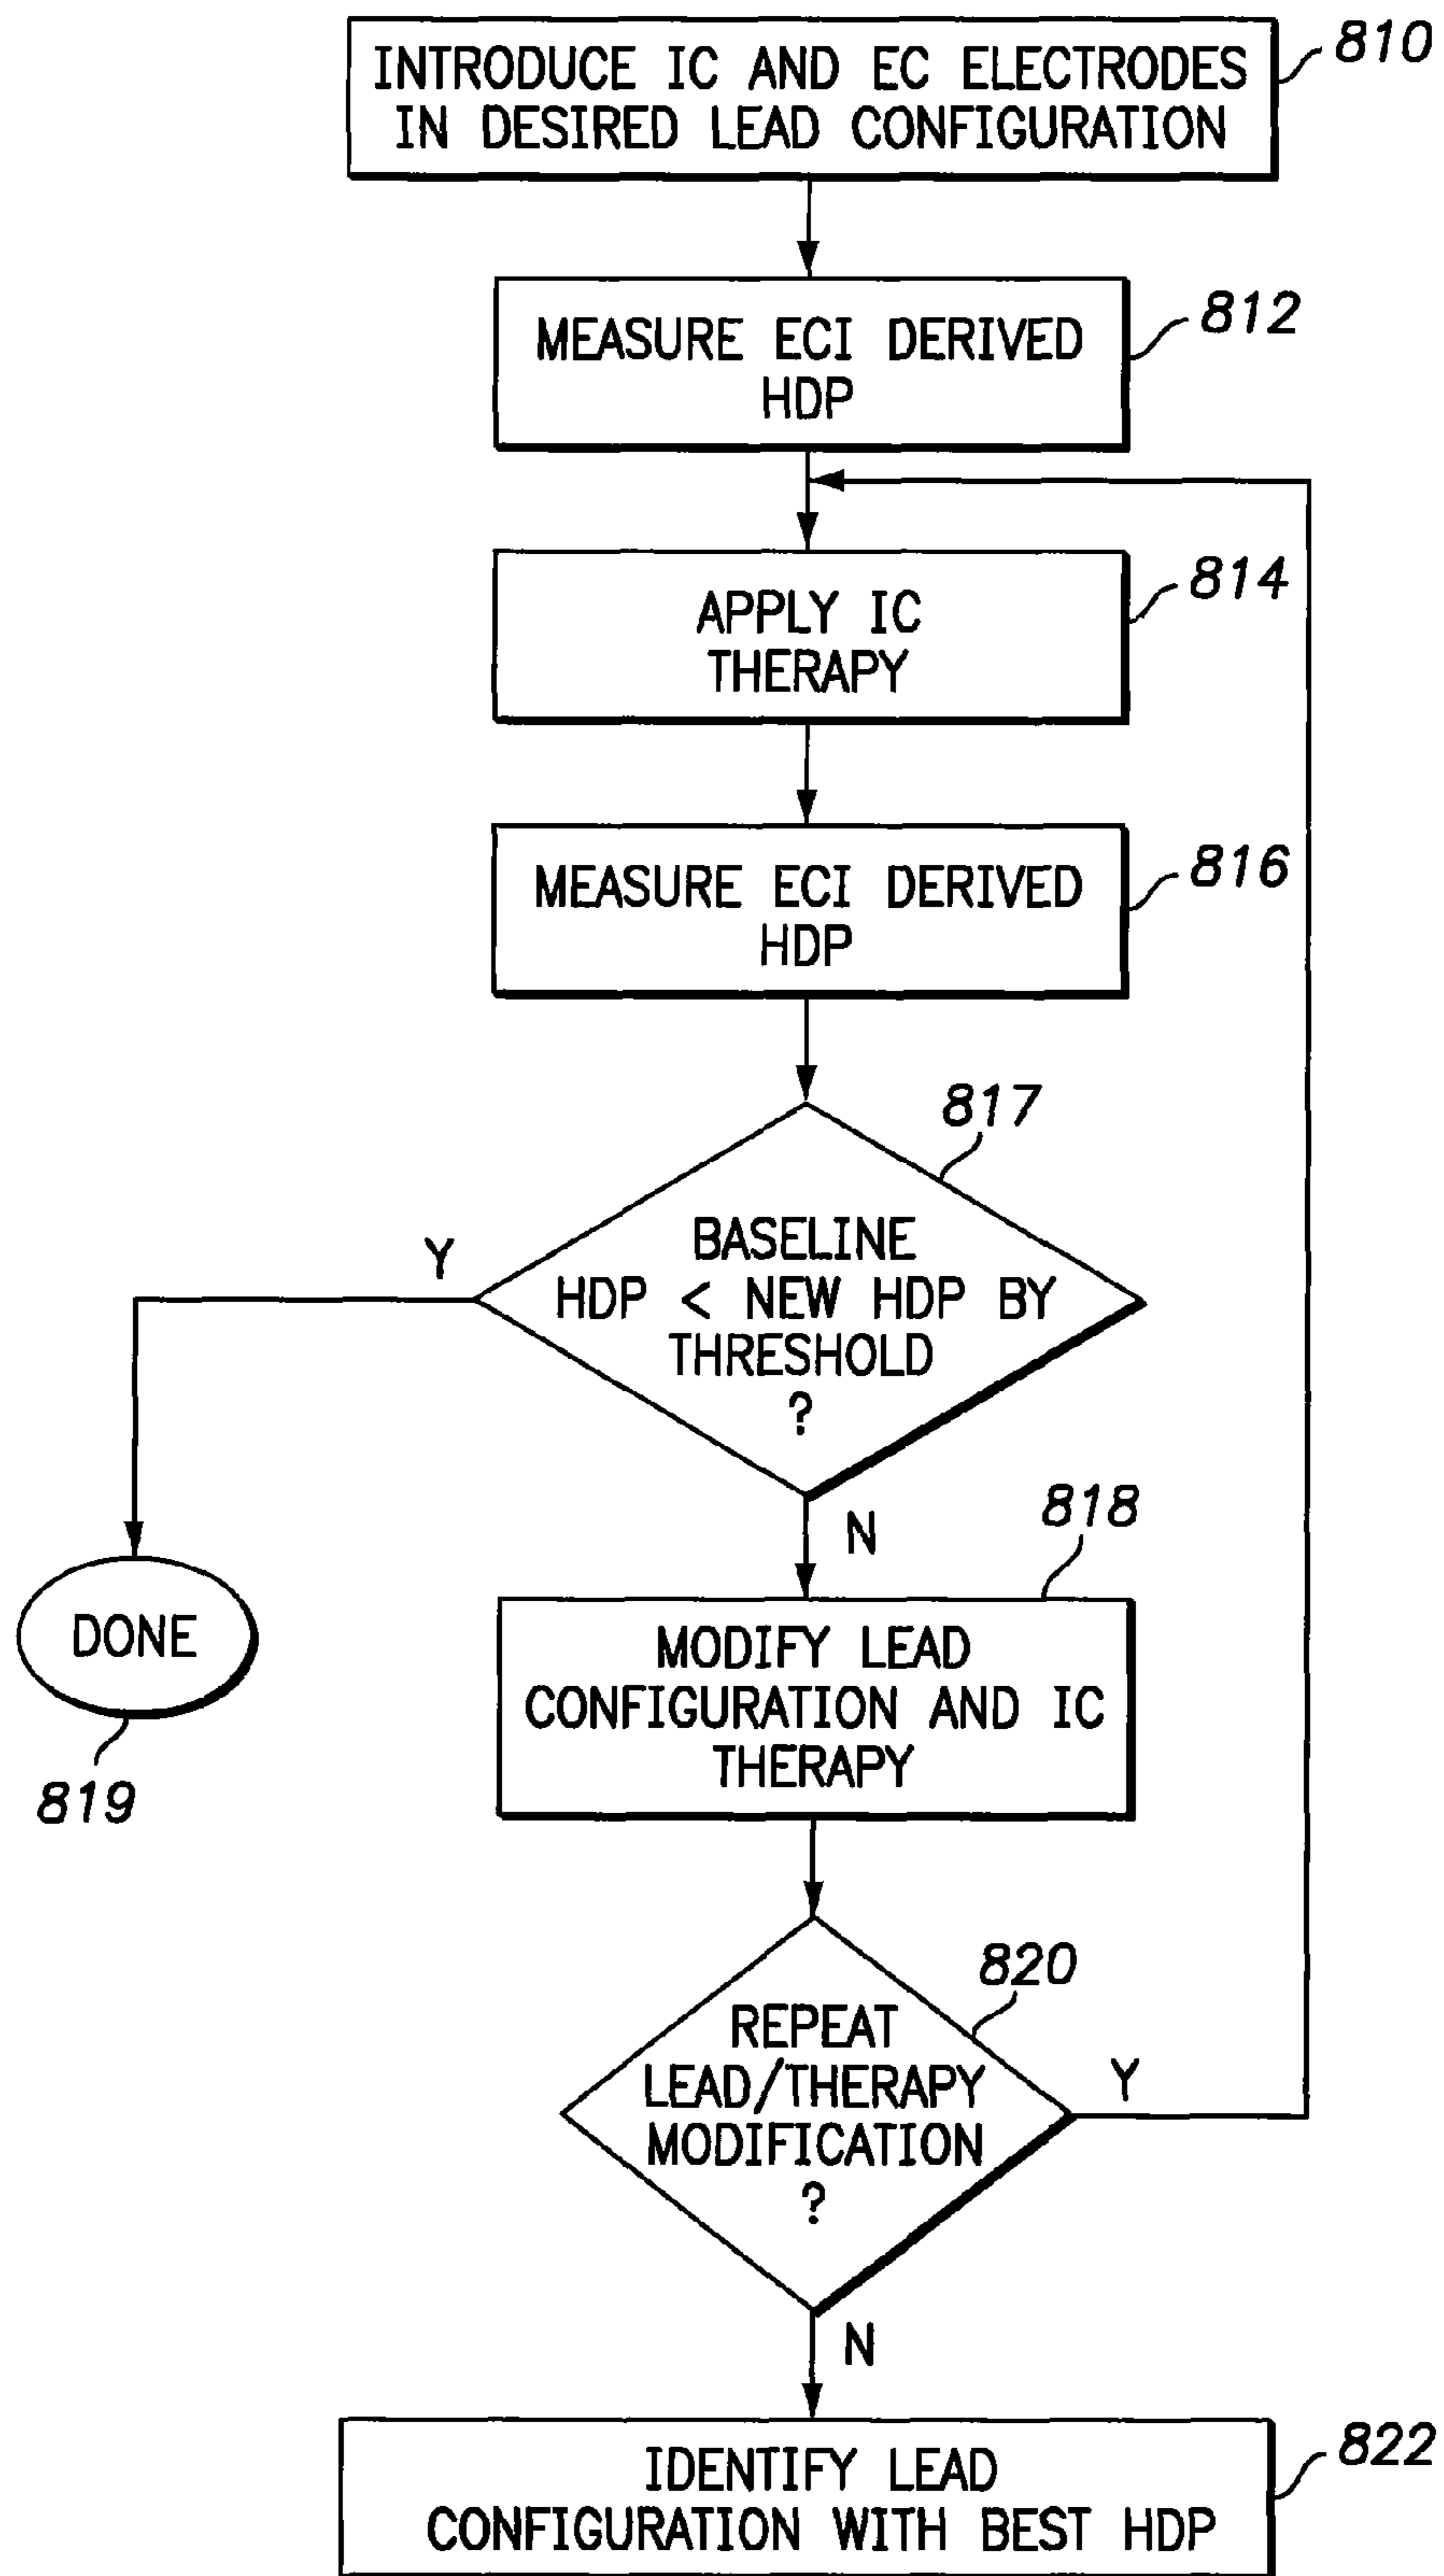 INTRODUCE IC AND EC ELECTRODES
IN DESIRED LEAD CONFIGURATION
810
MEASURE ECI DERIVED
HDP
812
APPLY IC
THERAPY
814
MEASURE ECI DERIVED
HDP
816
817
BASELINE
HDP < NEW HDP BY
THRESHOLD
?
Y
N
DONE
819
818
MODIFY LEAD
CONFIGURATION AND IC
THERAPY
820
REPEAT
LEAD/THERAPY
MODIFICATION
?
Y
N
IDENTIFY LEAD
CONFIGURATION WITH BEST HDP
822